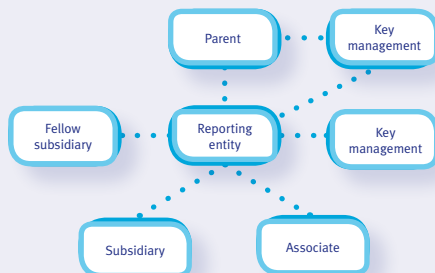 Parent
Key
management
Fellow
subsidiary
Reporting
entity
Key
management
Subsidiary
Associate